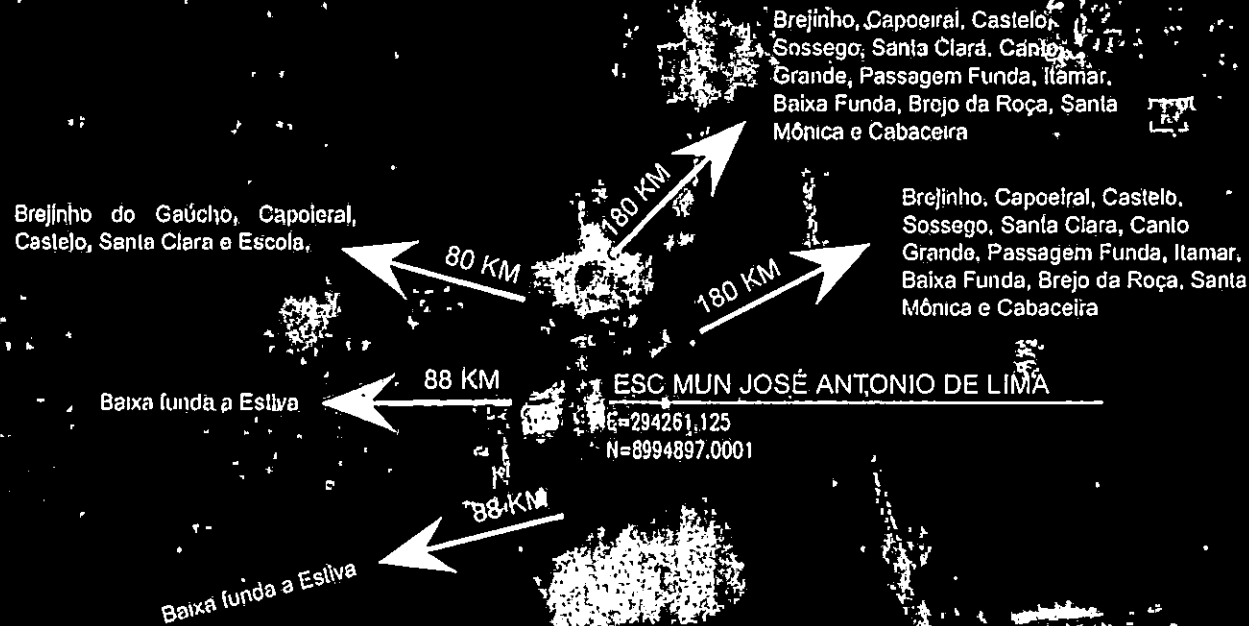 Brejinho, Capoeiral, Castelo,
Sossego, Santa Clara, Canto
Grande, Passagem Funda, Itamar,
Baixa Funda, Brejo da Roça, Santa
Mônica e Cabaceira
180 KM
Brejinho do Gaúcho, Capoieral,
Castelo, Santa Clara e Escola,
80 KM
Brejinho, Capoeiral, Castelo,
Sossego, Santa Clara, Canto
Grande, Passagem Funda, Itamar,
Baixa Funda, Brejo da Roça, Santa
Mônica e Cabaceira
180 KM
88 KM
Baixa funda a Estiva
ESC MUN JOSÉ ANTONIO DE LIMA
E=294261.125
N=8994897.0001
88 KM
Baixa funda a Estiva